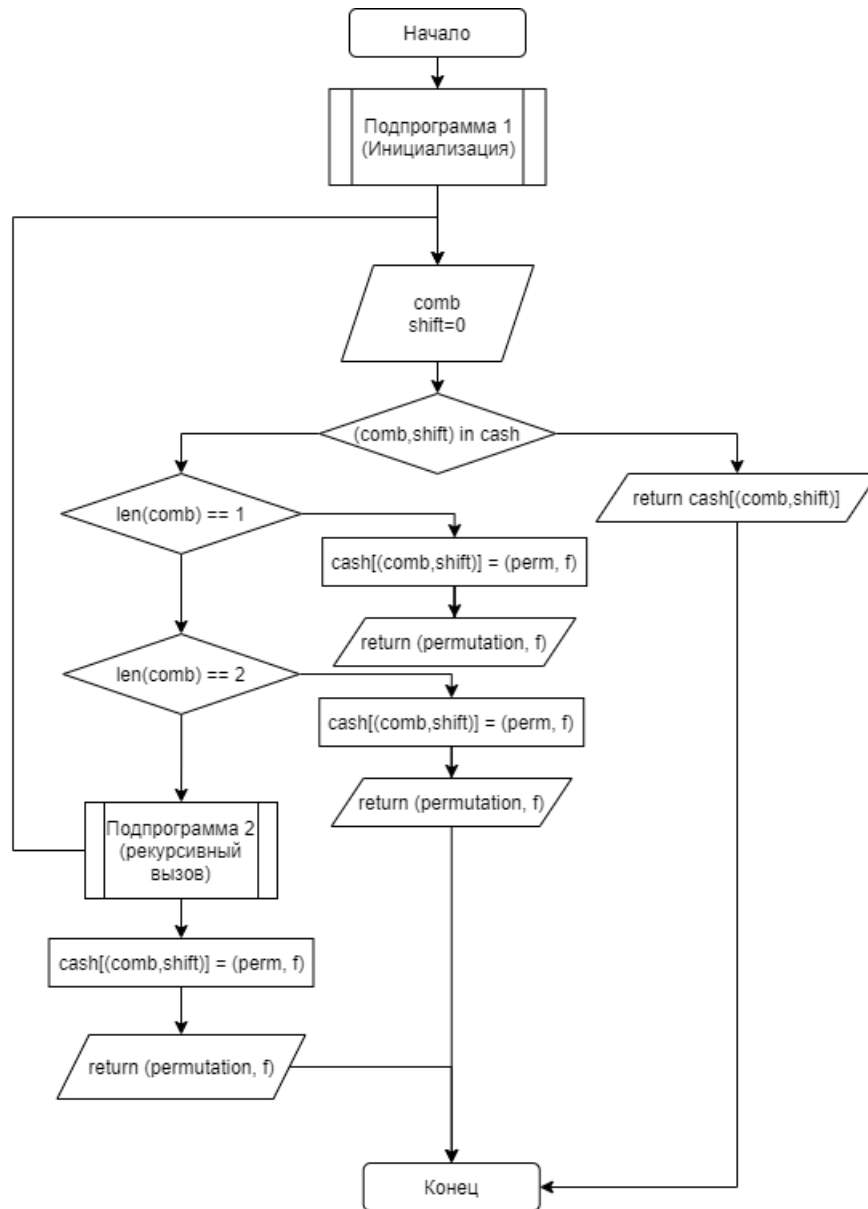 Начало
Подпрограмма 1
(Инициализация)
comb
shift=0
(comb,shift) in cash
len(comb) == 1
return cash[(comb,shift)]
cash[(comb,shift)] = (perm, f)
return (permutation, f)
len(comb) == 2
cash[(comb,shift)] = (perm, f)
return (permutation, f)
Подпрограмма 2
(рекурсивный
вызов)
cash[(comb,shift)] = (perm, f)
return (permutation, f)
Конец